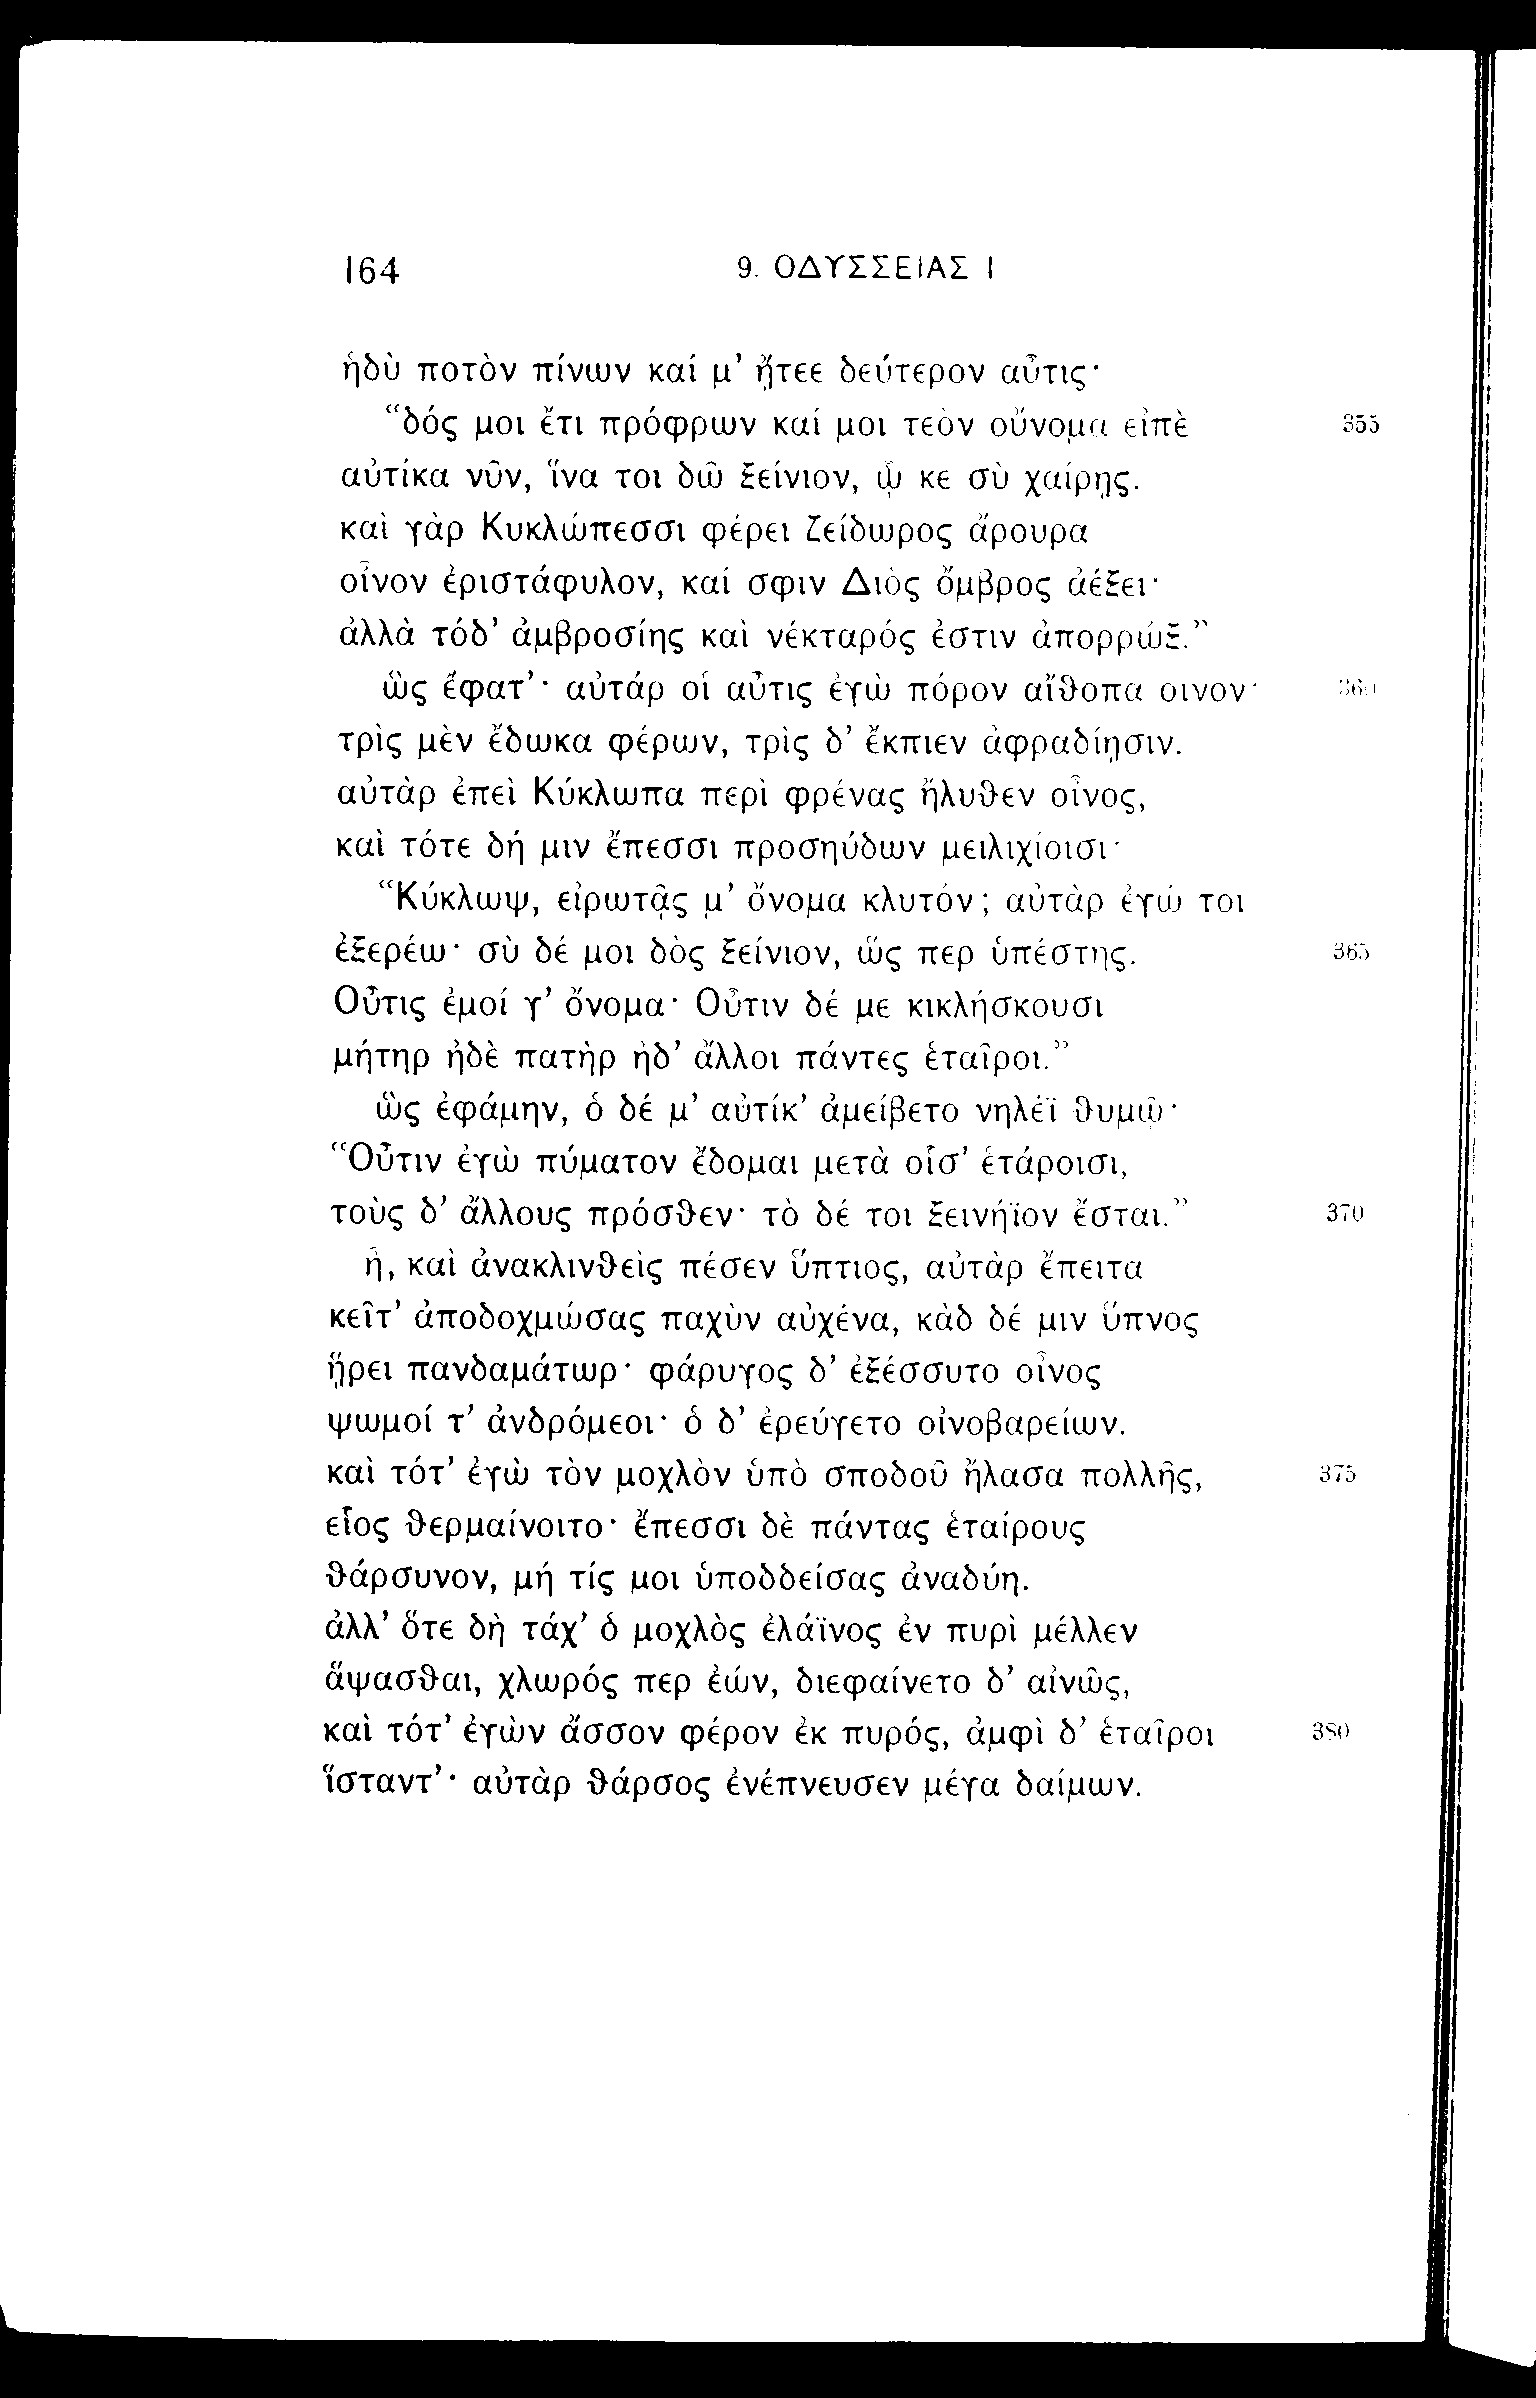 164 9. ΟΔΥΣΣΕΙΑΣ Ι
ἡδὺ ποτὸν πίνων καί μ’ ᾔτεε δεύτερον αὖτις·
“δός μοι ἔτι πρόφρων καί μοι τεὸν οὔνομα εἰπὲ 355
αὐτίκα νῦν, ἵνα τοι δῶ ξείνιον, ᾧ κε σὺ χαίρῃς.
καὶ γὰρ Κυκλώπεσσι φέρει ζείδωρος ἄρουρα
οἶνον ἐριστάφυλον, καί σφιν Διὸς ὄμβρος ἀέξει·
ἀλλὰ τόδ’ ἀμβροσίης καὶ νέκταρός ἐστιν ἀπορρώξ.”
ὣς ἔφατ’· αὐτάρ οἱ αὖτις ἐγὼ πόρον αἴθοπα οινον· 360
τρὶς μὲν ἔδωκα φέρων, τρὶς δ’ ἔκπιεν ἀφραδίῃσιν.
αὐτὰρ ἐπεὶ Κύκλωπα περὶ φρένας ἤλυθεν οἶνος,
καὶ τότε δή μιν ἔπεσσι προσηύδων μειλιχίοισι·
“Κύκλωψ, εἰρωτᾷς μ’ ὄνομα κλυτόν; αὐτὰρ ἐγώ τοι
ἐξερέω· σὺ δέ μοι δὸς ξείνιον, ὥς περ ὑπέστης. 365
Οὖτις ἐμοί γ’ ὄνομα· Οὖτιν δέ με κικλήσκουσι
μήτηρ ἠδὲ πατὴρ ἠδ’ ἄλλοι πάντες ἑταῖροι.”
ὣς ἐφάμην, ὁ δέ μ’ αὐτίκ’ ἀμείβετο νηλέϊ θυμῷ·
“Οὖτιν ἐγὼ πύματον ἔδομαι μετὰ οἷσ’ ἑτάροισι,
τοὺς δ’ ἄλλους πρόσθεν· τὸ δέ τοι ξεινήϊον ἔσται.” 370
ἦ, καὶ ἀνακλινθεὶς πέσεν ὕπτιος, αὐτὰρ ἔπειτα
κεῖτ’ ἀποδοχμώσας παχὺν αὐχένα, κὰδ δέ μιν ὕπνος
ᾕρει πανδαμάτωρ· φάρυγος δ’ ἐξέσσυτο οἶνος
ψωμοί τ’ ἀνδρόμεοι· ὁ δ’ ἐρεύγετο οἰνοβαρείων.
καὶ τότ’ ἐγὼ τὸν μοχλὸν ὑπὸ σποδοῦ ἤλασα πολλῆς, 375
εἷος θερμαίνοιτο· ἔπεσσι δὲ πάντας ἑταίρους
θάρσυνον, μή τίς μοι ὑποδδείσας ἀναδύη.
ἀλλ’ ὅτε δὴ τάχ’ ὁ μοχλὸς ἐλάϊνος ἐν πυρὶ μέλλεν
ἅψασθαι, χλωρός περ ἐών, διεφαίνετο δ’ αἰνῶς,
καὶ τότ’ ἐγὼν ἄσσον φέρον ἐκ πυρός, ἀμφὶ δ’ ἑταῖροι 380
ἵσταντ’· αὐτὰρ θάρσος ἐνέπνευσεν μέγα δαίμων.